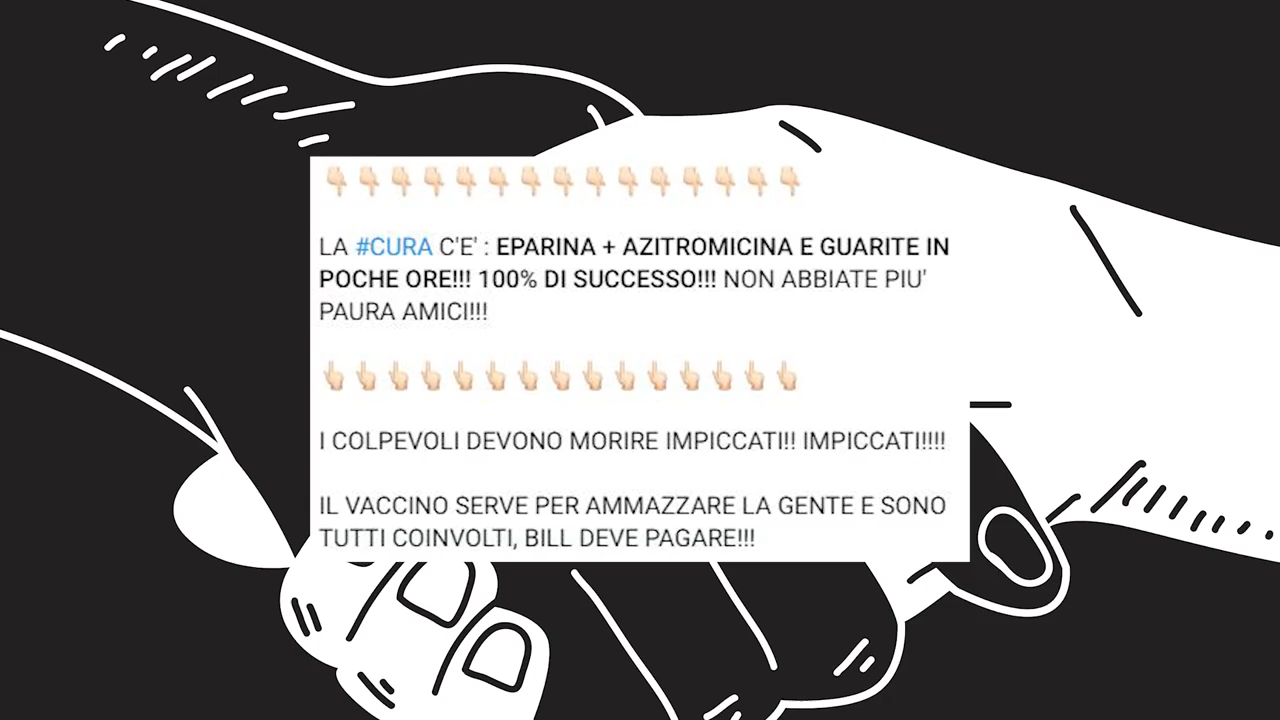 👇🏻👇🏻👇🏻👇🏻👇🏻👇🏻👇🏻👇🏻👇🏻👇🏻👇🏻👇🏻👇🏻👇🏻👇🏻
LA #CURA C'E' : EPARINA + AZITROMICINA E GUARITE IN
POCHE ORE!!! 100% DI SUCCESSO!!! NON ABBIATE PIU'
PAURA AMICI!!!
👆🏻👆🏻👆🏻👆🏻👆🏻👆🏻👆🏻👆🏻👆🏻👆🏻👆🏻👆🏻👆🏻👆🏻👆🏻
I COLPEVOLI DEVONO MORIRE IMPICCATI!! IMPICCATI!!!!
IL VACCINO SERVE PER AMMAZZARE LA GENTE E SONO
TUTTI COINVOLTI, BILL DEVE PAGARE!!!